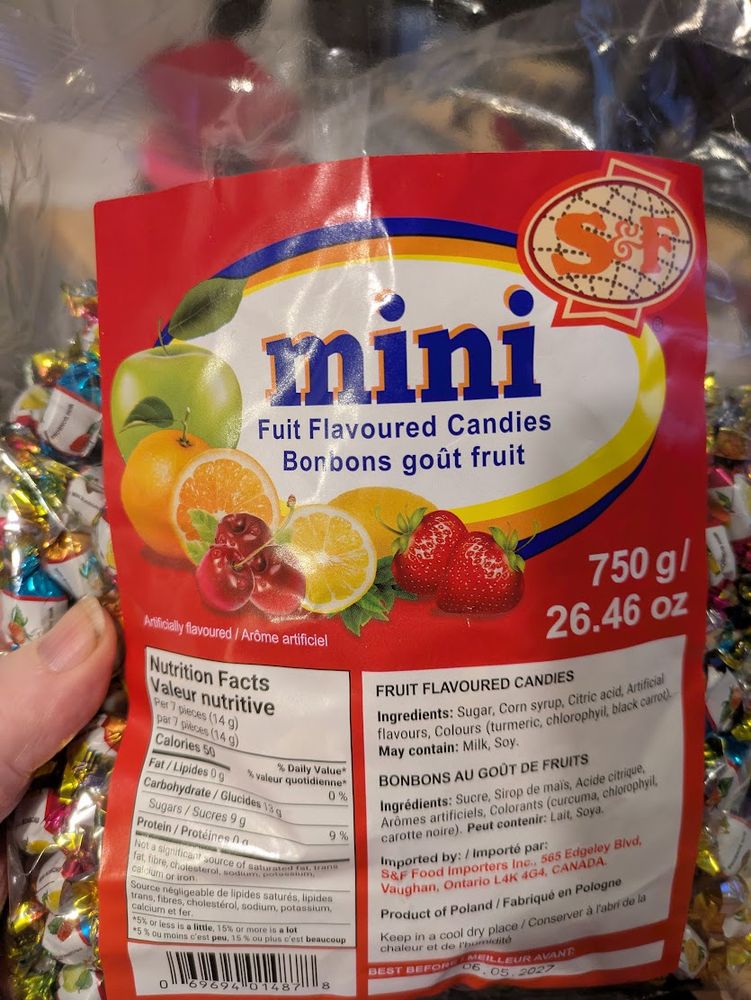 S&F
mini
Fuit Flavoured Candies
Bonbons goût fruit
750 g/
26.46 oz
Artificially flavoured / Arôme artificiel
Nutrition Facts
Valeur nutritive
Per 7 pieces (14 g)
par 7 pièces (14 g)
Calories 50
% Daily Value*
% valeur quotidienne*
Fat / Lipides 0 g 0 %
Carbohydrate / Glucides 13 g
Sugars / Sucres 9 g 9 %
Protein / Protéines 0 g
Not a significant source of saturated fat, trans
fat, fibre, cholesterol, sodium, potassium,
calcium or iron.
Source négligeable de lipides saturés, lipides
trans, fibres, cholestérol, sodium, potassium,
calcium et fer.
*5% or less is a little, 15% or more is a lot
*5 % ou moins c'est peu, 15 % ou plus c'est beaucoup
0 69694 01487 8
FRUIT FLAVOURED CANDIES
Ingredients: Sugar, Corn syrup, Citric acid, Artificial
flavours, Colours (turmeric, chlorophyil, black carrot).
May contain: Milk, Soy.
BONBONS AU GOÛT DE FRUITS
Ingrédients: Sucre, Sirop de maïs, Acide citrique,
Arômes artificiels, Colorants (curcuma, chlorophyil,
carotte noire). Peut contenir: Lait, Soya.
Imported by: / Importé par:
S&F Food Importers Inc., 565 Edgeley Blvd,
Vaughan, Ontario L4K 4G4, CANADA.
Product of Poland / Fabriqué en Pologne
Keep in a cool dry place / Conserver à l'abri de la
chaleur et de l'humidité
BEST BEFORE / MEILLEUR AVANT:
06.05.2027